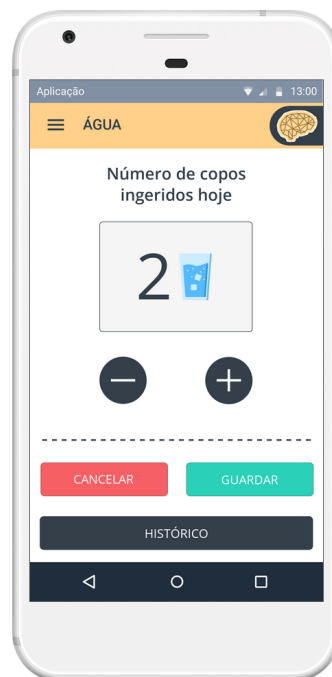 Aplicação 13:00
ÁGUA
Número de copos
ingeridos hoje
2
CANCELAR GUARDAR
HISTÓRICO